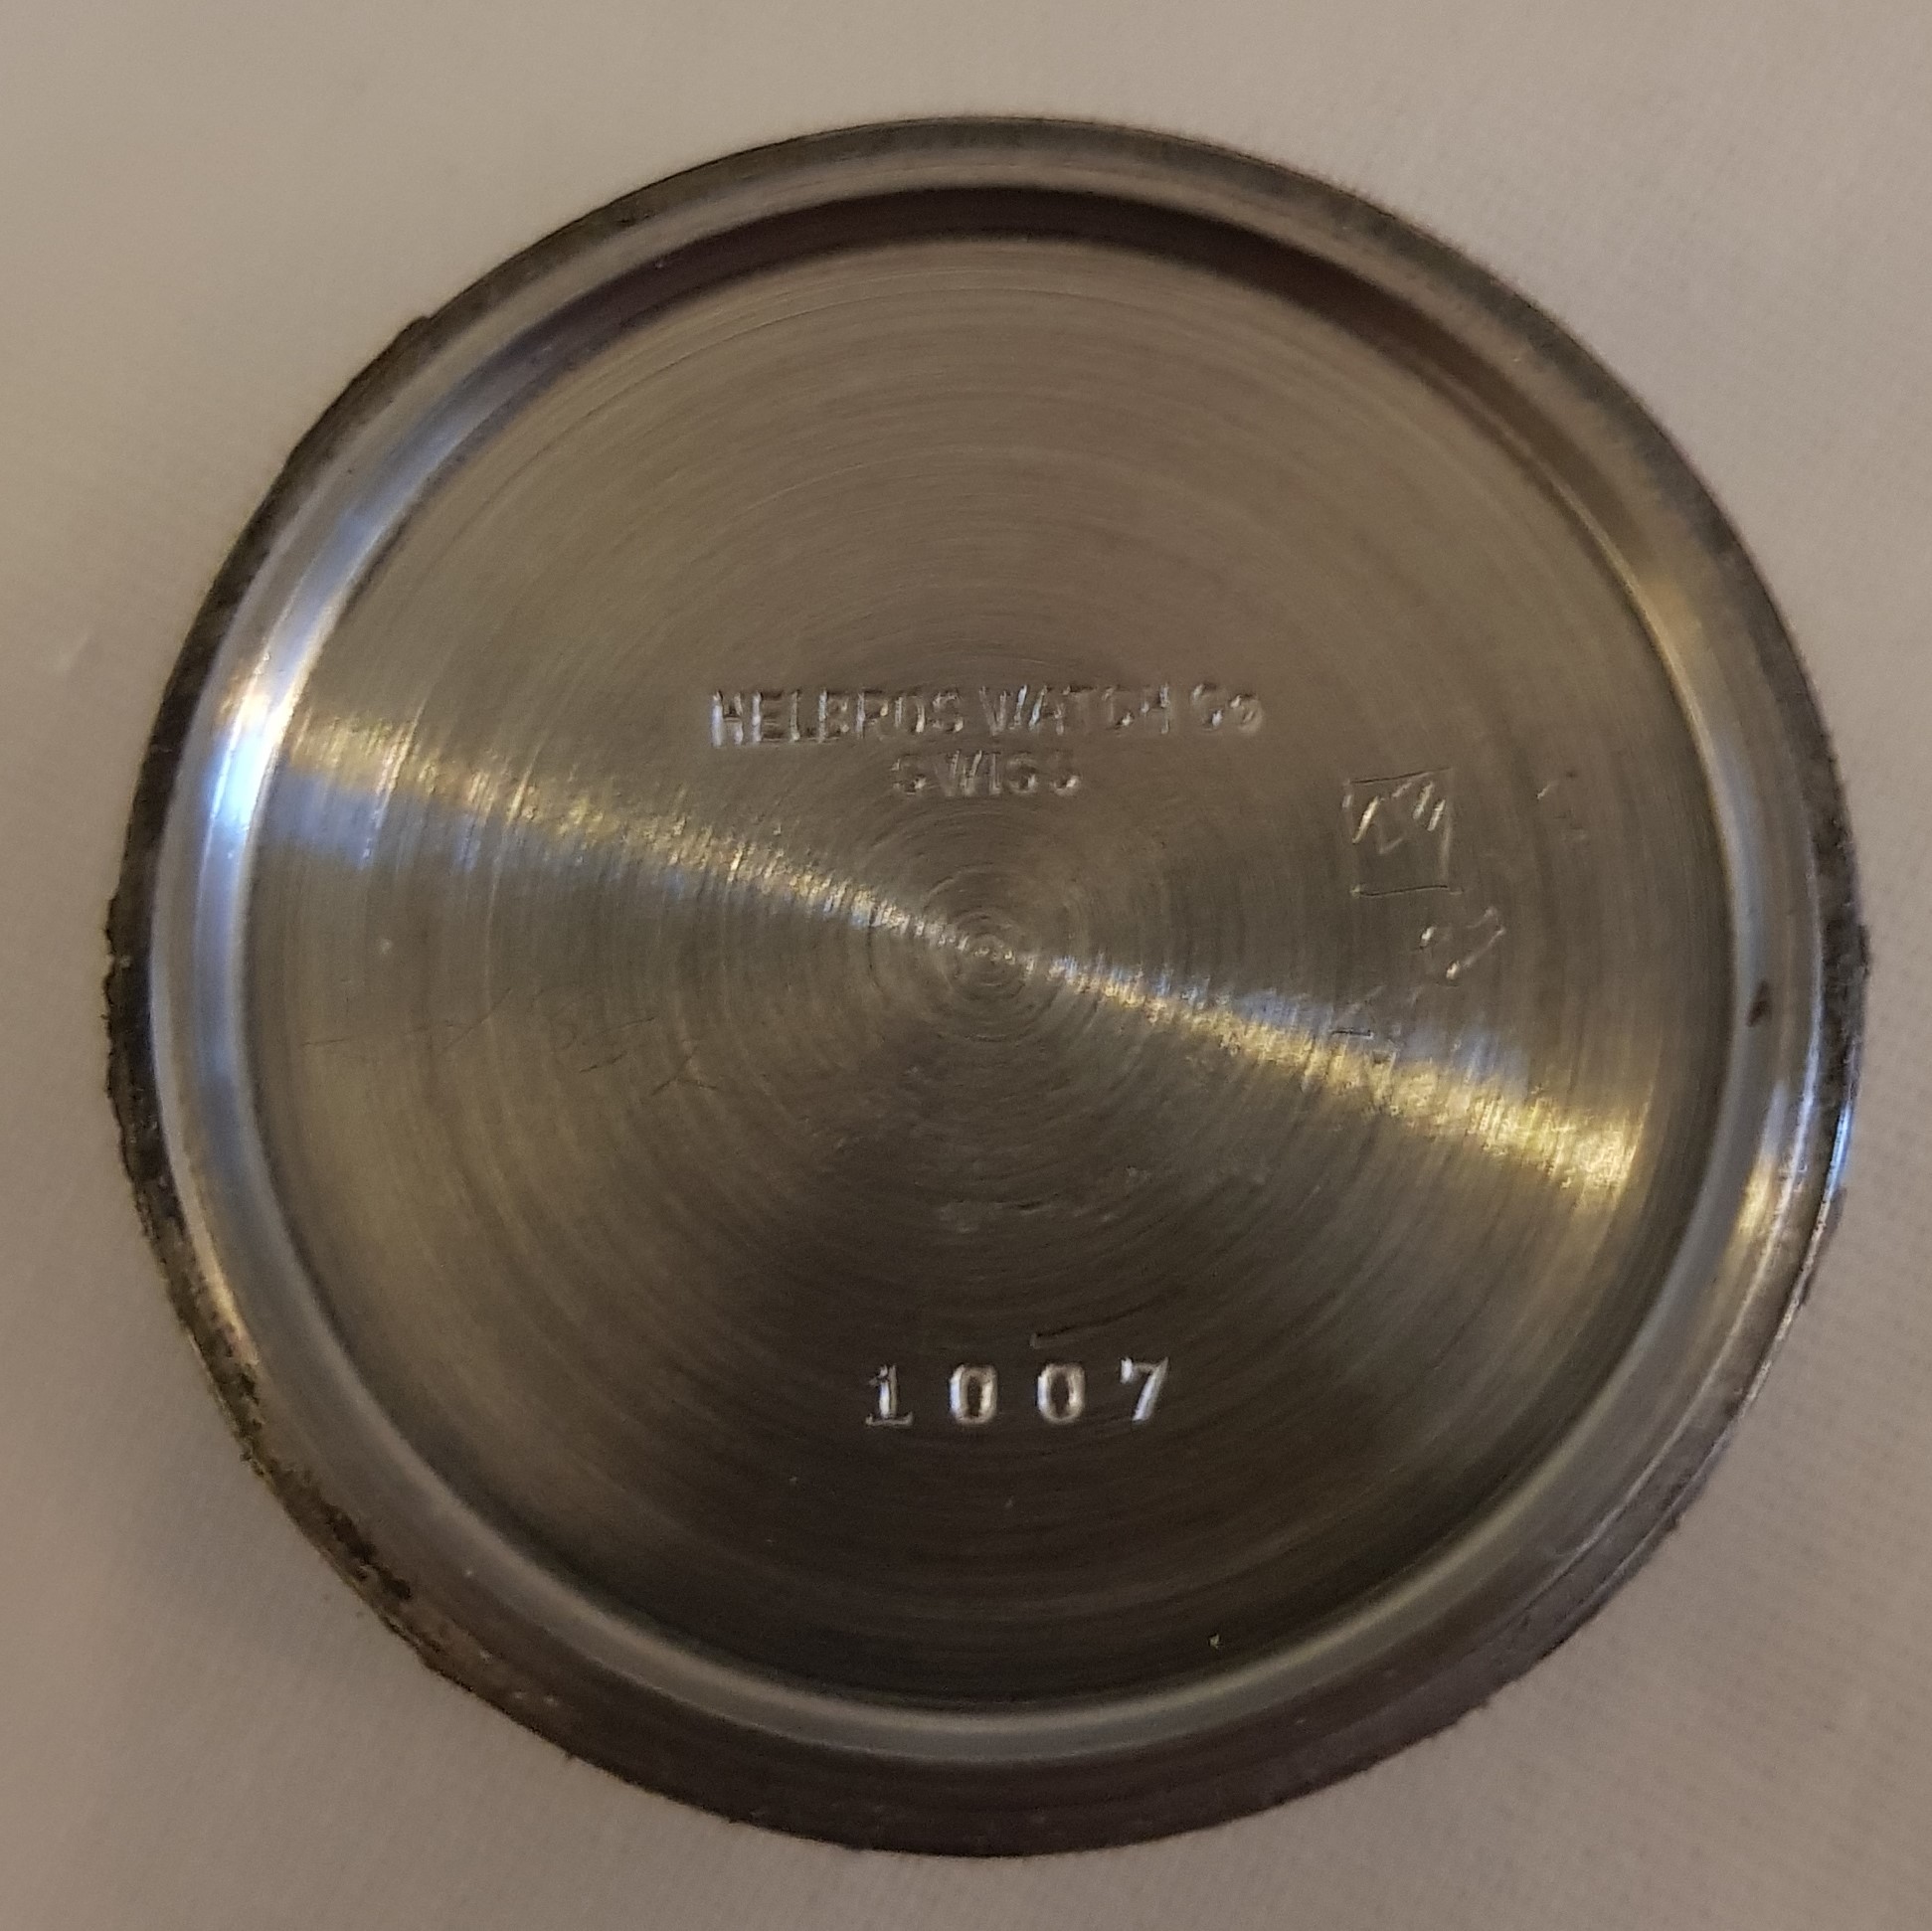 HELBROS WATCH Co
SWISS
1007